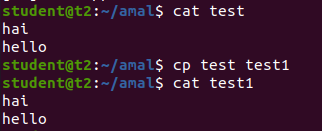 student@t2:~/amal$ cat test
hai
hello
student@t2:~/amal$ cp test test1
student@t2:~/amal$ cat test1
hai
hello